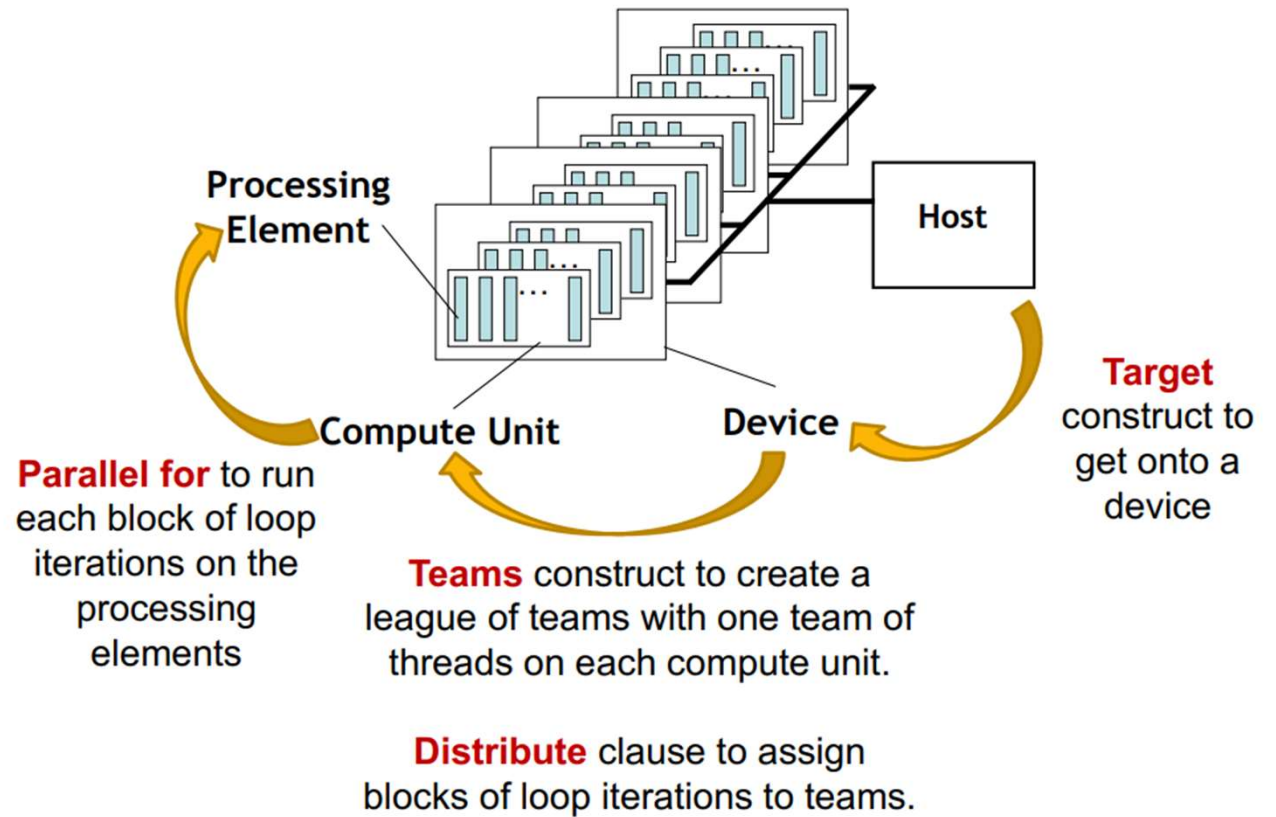 Processing
Element
Host
Compute Unit
Device
Target
construct to
get onto a
device
Parallel for to run
each block of loop
iterations on the
processing
elements
Teams construct to create a
league of teams with one team of
threads on each compute unit.
Distribute clause to assign
blocks of loop iterations to teams.